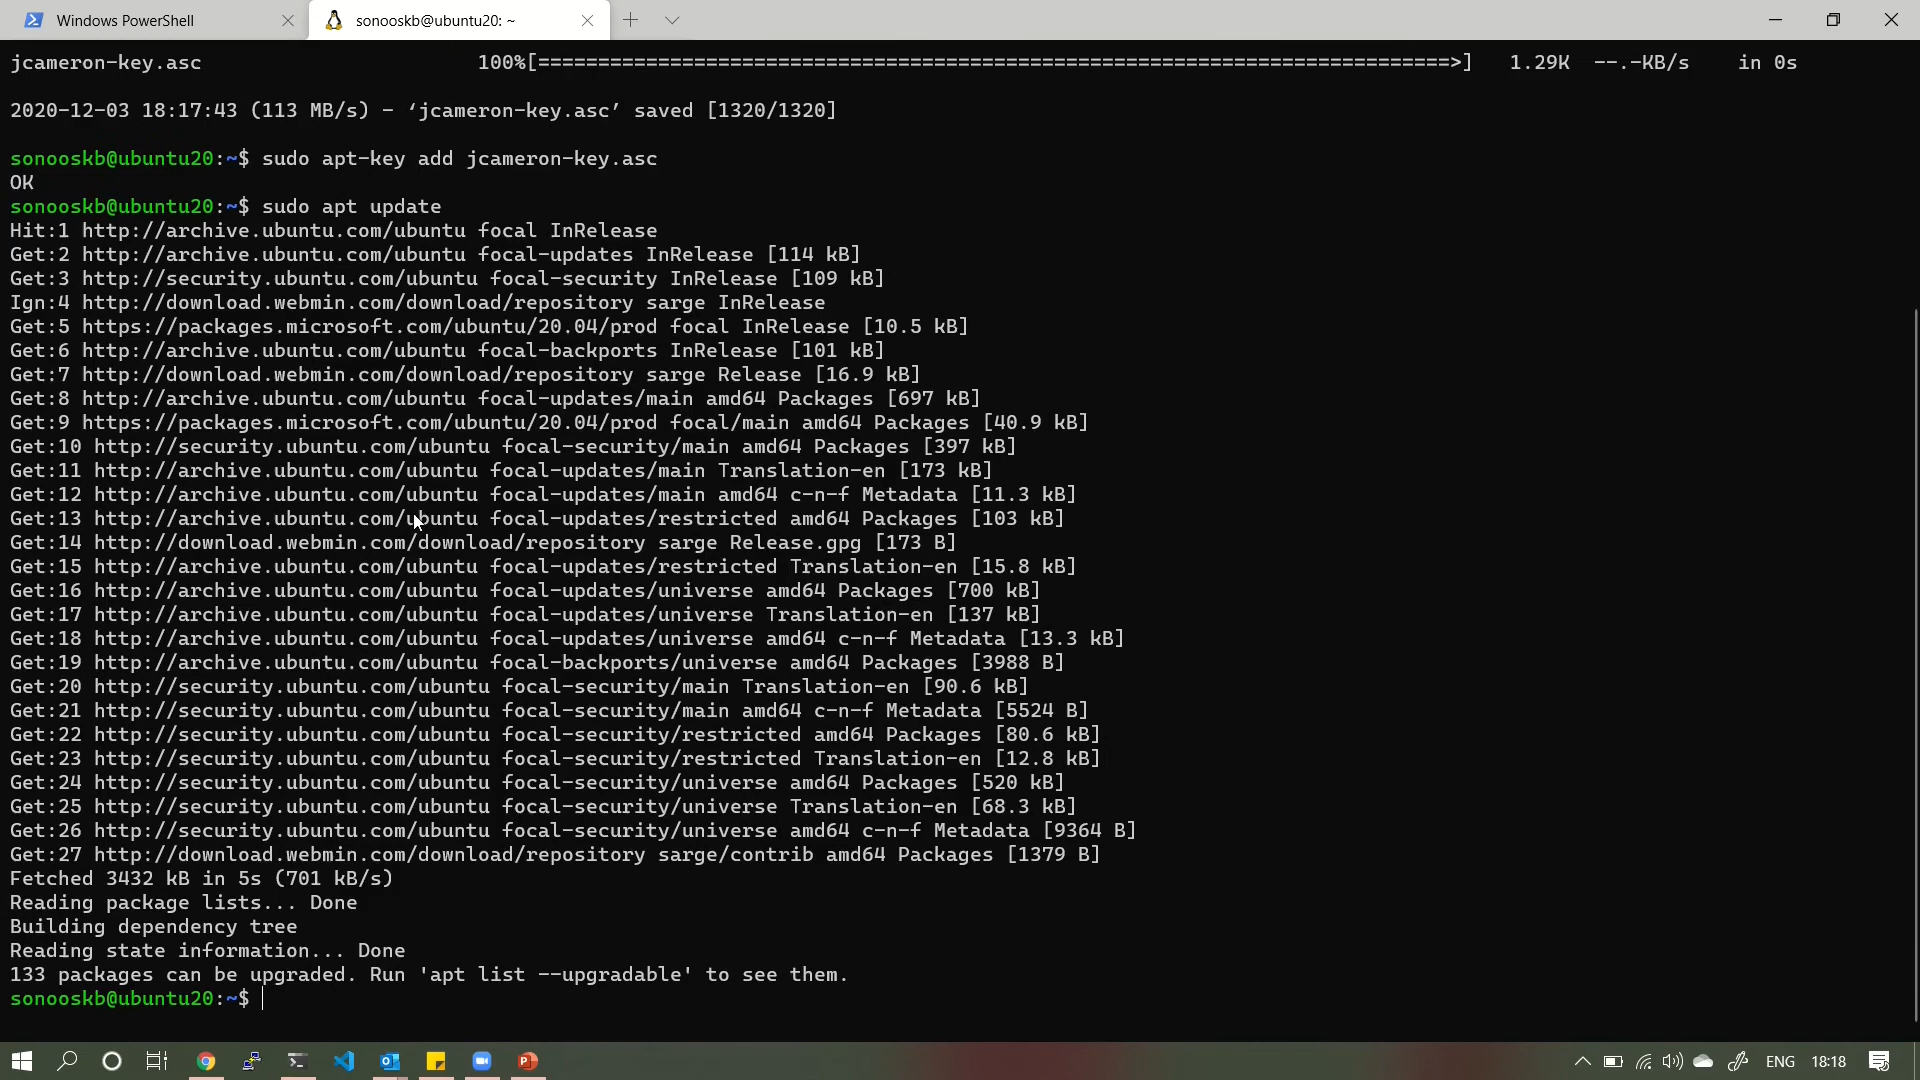 Windows PowerShell
sonooskb@ubuntu20: ~
jcameron-key.asc 100%[============================================================================>] 1.29K --.-KB/s in 0s
2020-12-03 18:17:43 (113 MB/s) - ‘jcameron-key.asc’ saved [1320/1320]
sonooskb@ubuntu20:~$ sudo apt-key add jcameron-key.asc
OK
sonooskb@ubuntu20:~$ sudo apt update
Hit:1 http://archive.ubuntu.com/ubuntu focal InRelease
Get:2 http://archive.ubuntu.com/ubuntu focal-updates InRelease [114 kB]
Get:3 http://security.ubuntu.com/ubuntu focal-security InRelease [109 kB]
Ign:4 http://download.webmin.com/download/repository sarge InRelease
Get:5 https://packages.microsoft.com/ubuntu/20.04/prod focal InRelease [10.5 kB]
Get:6 http://archive.ubuntu.com/ubuntu focal-backports InRelease [101 kB]
Get:7 http://download.webmin.com/download/repository sarge Release [16.9 kB]
Get:8 http://archive.ubuntu.com/ubuntu focal-updates/main amd64 Packages [697 kB]
Get:9 https://packages.microsoft.com/ubuntu/20.04/prod focal/main amd64 Packages [40.9 kB]
Get:10 http://security.ubuntu.com/ubuntu focal-security/main amd64 Packages [397 kB]
Get:11 http://archive.ubuntu.com/ubuntu focal-updates/main Translation-en [173 kB]
Get:12 http://archive.ubuntu.com/ubuntu focal-updates/main amd64 c-n-f Metadata [11.3 kB]
Get:13 http://archive.ubuntu.com/ubuntu focal-updates/restricted amd64 Packages [103 kB]
Get:14 http://download.webmin.com/download/repository sarge Release.gpg [173 B]
Get:15 http://archive.ubuntu.com/ubuntu focal-updates/restricted Translation-en [15.8 kB]
Get:16 http://archive.ubuntu.com/ubuntu focal-updates/universe amd64 Packages [700 kB]
Get:17 http://archive.ubuntu.com/ubuntu focal-updates/universe Translation-en [137 kB]
Get:18 http://archive.ubuntu.com/ubuntu focal-updates/universe amd64 c-n-f Metadata [13.3 kB]
Get:19 http://archive.ubuntu.com/ubuntu focal-backports/universe amd64 Packages [3988 B]
Get:20 http://security.ubuntu.com/ubuntu focal-security/main Translation-en [90.6 kB]
Get:21 http://security.ubuntu.com/ubuntu focal-security/main amd64 c-n-f Metadata [5524 B]
Get:22 http://security.ubuntu.com/ubuntu focal-security/restricted amd64 Packages [80.6 kB]
Get:23 http://security.ubuntu.com/ubuntu focal-security/restricted Translation-en [12.8 kB]
Get:24 http://security.ubuntu.com/ubuntu focal-security/universe amd64 Packages [520 kB]
Get:25 http://security.ubuntu.com/ubuntu focal-security/universe Translation-en [68.3 kB]
Get:26 http://security.ubuntu.com/ubuntu focal-security/universe amd64 c-n-f Metadata [9364 B]
Get:27 http://download.webmin.com/download/repository sarge/contrib amd64 Packages [1379 B]
Fetched 3432 kB in 5s (701 kB/s)
Reading package lists... Done
Building dependency tree
Reading state information... Done
133 packages can be upgraded. Run 'apt list --upgradable' to see them.
sonooskb@ubuntu20:~$
ENG 18:18